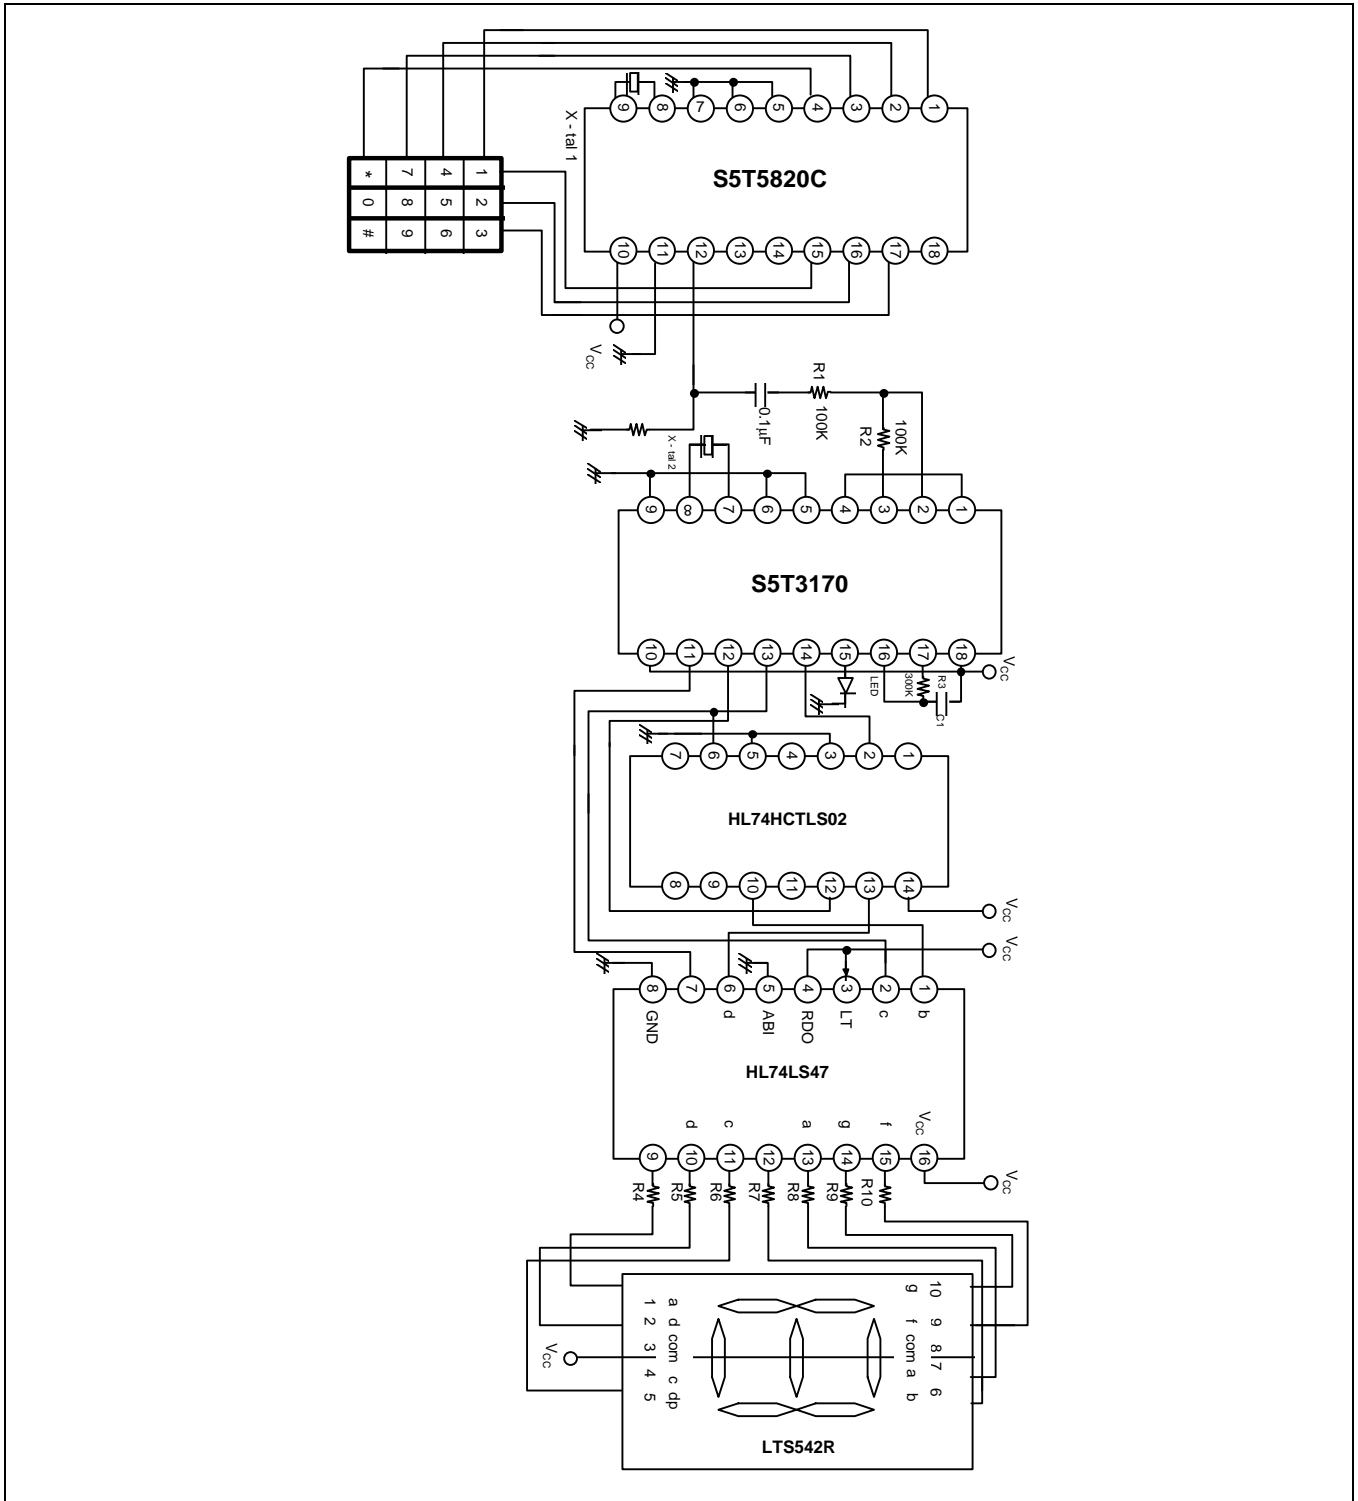 9 8 7 6 5 4 3 2 1
X - tal 1
S5T5820C
* 7 4 1
0 8 5 2
# 9 6 3
10 11 12 13 14 15 16 17 18
VCC
R1
0.1µF
100K
R2
100K
X - tal 2
9 8 7 6 5 4 3 2 1
S5T3170
10 11 12 13 14 15 16 17 18
VCC
LED
300K
R3
C1
7 6 5 4 3 2 1
HL74HCTLS02
8 9 10 11 12 13 14
VCC
VCC
8 7 6 5 4 3 2 1
GND d ABI RDO LT c b
HL74LS47
d c a g f VCC
9 10 11 12 13 14 15 16
R4 R5 R6 R7 R8 R9 R10
VCC
1 2 3 4 5
a d com c dp
VCC
g f com a b
10 9 8 7 6
LTS542R